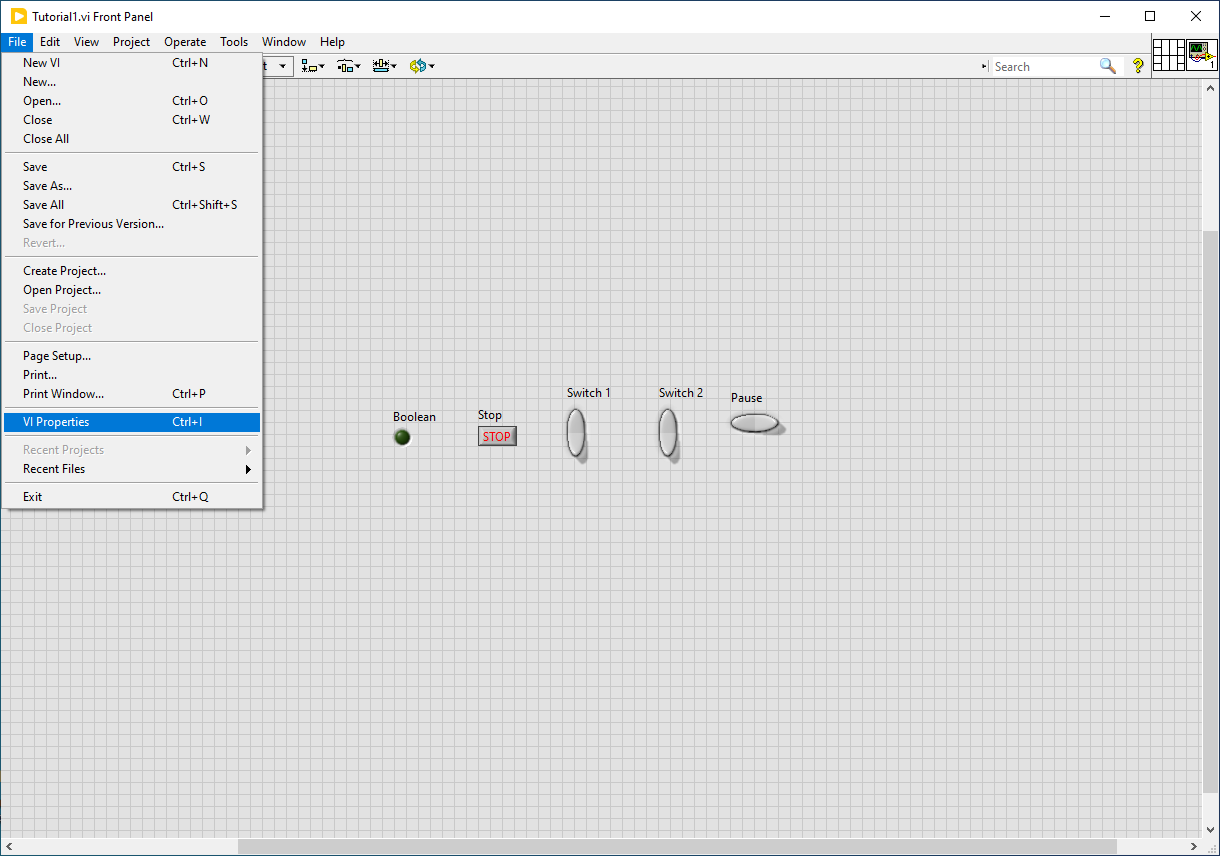 Tutorial1.vi Front Panel
File Edit View Project Operate Tools Window Help
t
Search
?
1
New VI Ctrl+N
New...
Open... Ctrl+O
Close Ctrl+W
Close All
Save Ctrl+S
Save As...
Save All Ctrl+Shift+S
Save for Previous Version...
Revert...
Create Project...
Open Project...
Save Project
Close Project
Page Setup...
Print...
Print Window... Ctrl+P
VI Properties Ctrl+I
Recent Projects
Recent Files
Exit Ctrl+Q
Boolean
Stop
STOP
Switch 1
Switch 2
Pause